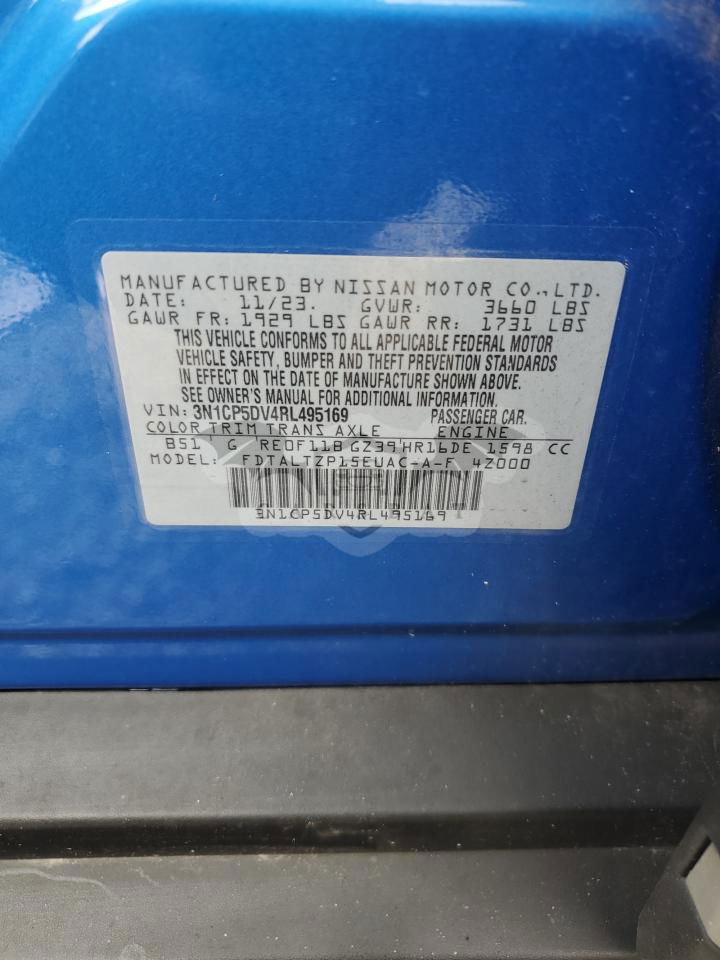 MANUFACTURED BY NISSAN MOTOR CO.,LTD.
DATE: 11/23. GVWR: 3660 LBS
GAWR FR: 1929 LBS GAWR RR: 1731 LBS
THIS VEHICLE CONFORMS TO ALL APPLICABLE FEDERAL MOTOR
VEHICLE SAFETY, BUMPER AND THEFT PREVENTION STANDARDS
IN EFFECT ON THE DATE OF MANUFACTURE SHOWN ABOVE.
SEE OWNER'S MANUAL FOR ADDITIONAL INFORMATION.
VIN: 3N1CP5DV4RL495169 PASSENGER CAR.
COLOR TRIM TRANS AXLE ENGINE
B51 G RE0F11B GZ39 HR16DE 1598 CC
MODEL: FDTALTZP15EUAC-A-F 4Z000
3N1CP5DV4RL495169